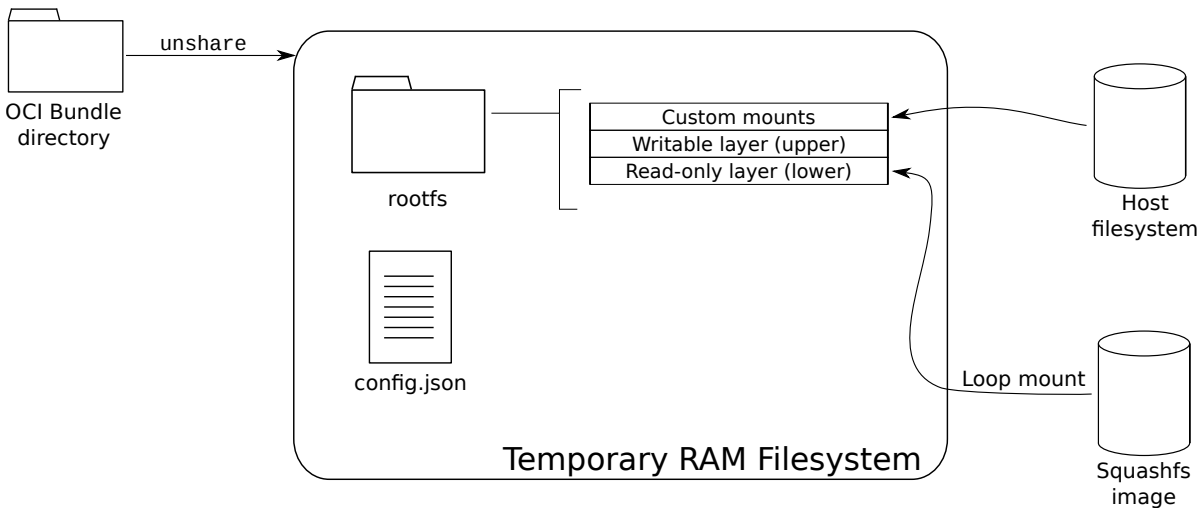 unshare
OCI Bundle
directory
rootfs
config.json
Custom mounts
Writable layer (upper)
Read-only layer (lower)
Host
filesystem
Loop mount
Squashfs
image
Temporary RAM Filesystem